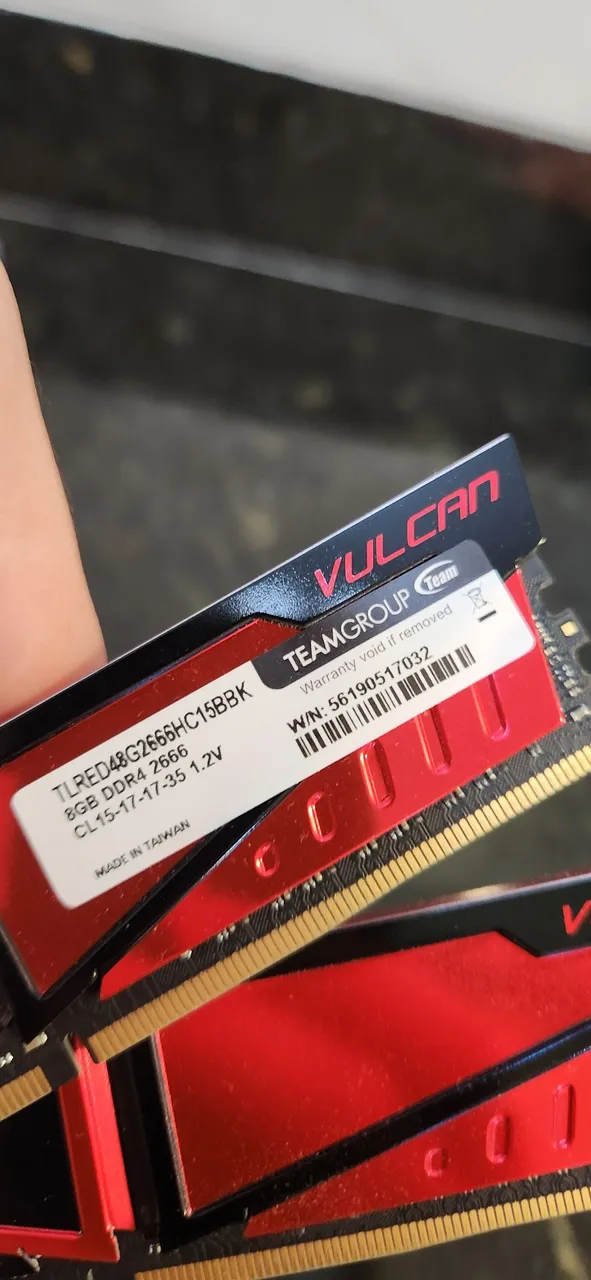 VULCAN
TEAMGROUP Team
Warranty void if removed
W/N: 56190517032
TLRED48G2666HC15BBK
8GB DDR4 2666
CL15-17-17-35 1.2V
MADE IN TAIWAN
V